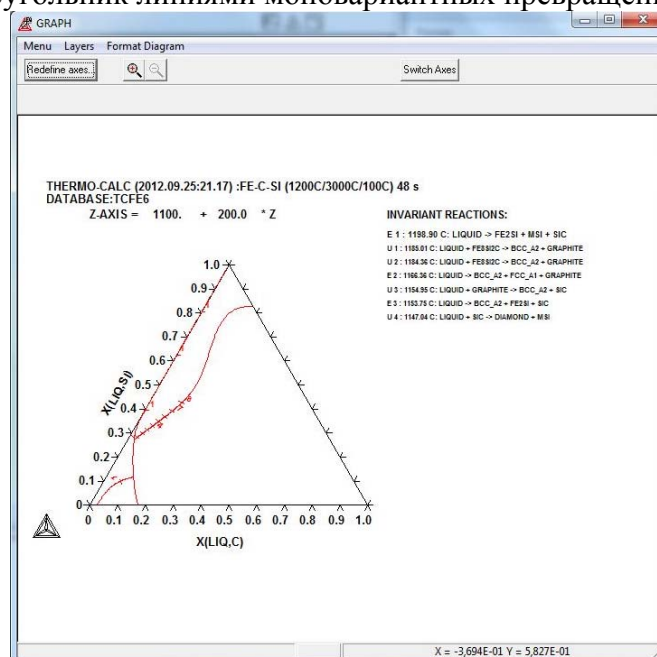 угольник линиями моновариантных превращен
GRAPH
Menu Layers Format Diagram
Redefine axes...
Switch Axes
THERMO-CALC (2012.09.25:21.17) :FE-C-SI (1200C/3000C/100C) 48 s
DATABASE:TCFE6
Z-AXIS = 1100. + 200.0 * Z
INVARIANT REACTIONS:
E 1 : 1198.90 C: LIQUID -> FE2SI + MSI + SIC
U 1 : 1185.01 C: LIQUID + FE8SI2C -> BCC_A2 + GRAPHITE
U 2 : 1184.36 C: LIQUID + FE8SI2C -> BCC_A2 + GRAPHITE
E 2 : 1166.36 C: LIQUID -> BCC_A2 + FCC_A1 + GRAPHITE
U 3 : 1154.95 C: LIQUID + GRAPHITE -> BCC_A2 + SIC
E 3 : 1153.75 C: LIQUID -> BCC_A2 + FE2SI + SIC
U 4 : 1147.04 C: LIQUID + SIC -> DIAMOND + MSI
1.0
0.9
0.8
0.7
0.6
0.5
0.4
0.3
0.2
0.1
0
X(LIQ,SI)
0 0.1 0.2 0.3 0.4 0.5 0.6 0.7 0.8 0.9 1.0
X(LIQ,C)
X = -3,694E-01 Y = 5,827E-01